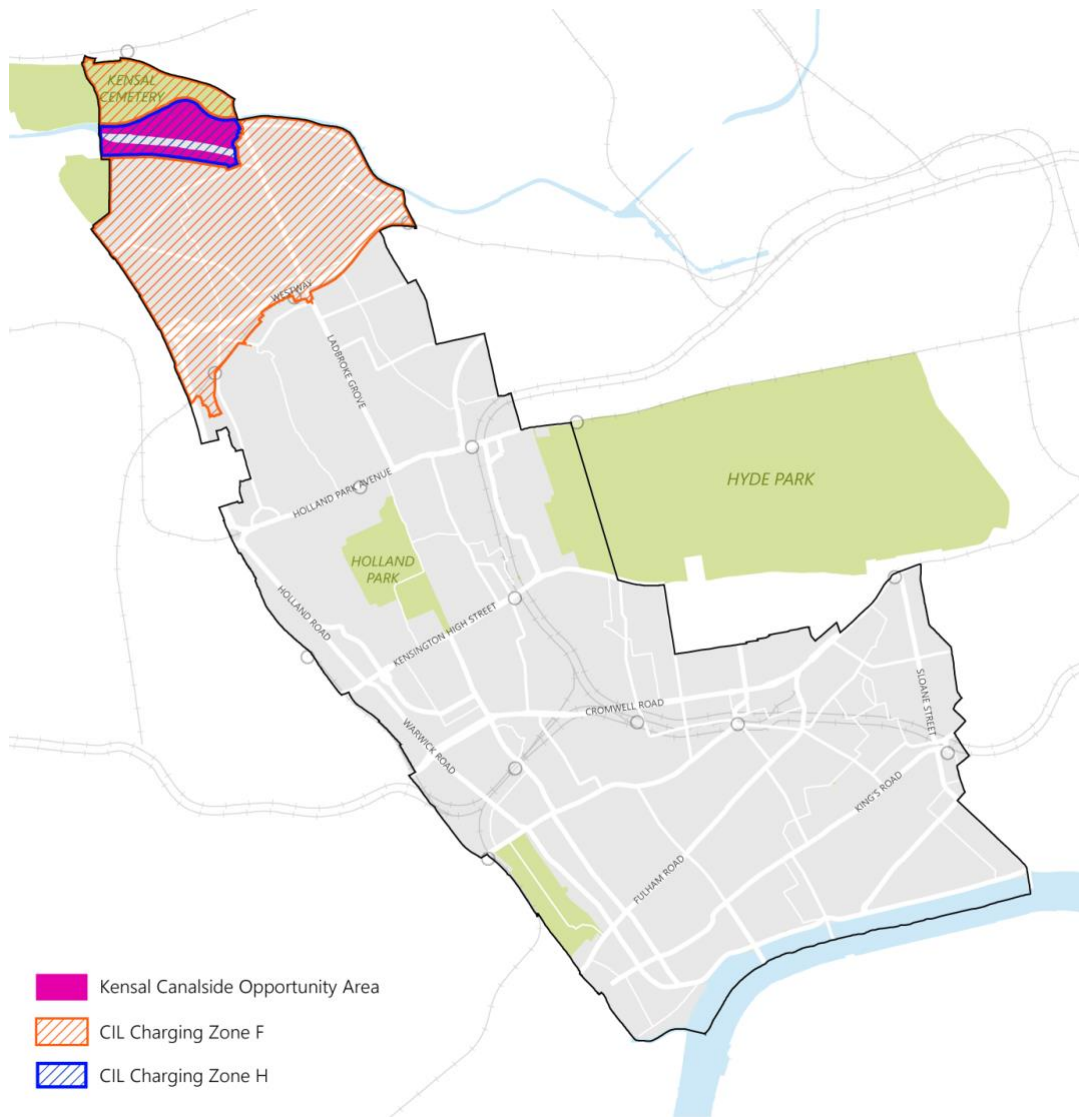 KENSAL
CEMETERY
WESTWAY
LADBROKE GROVE
HYDE PARK
HOLLAND PARK AVENUE
HOLLAND
PARK
HOLLAND ROAD
KENSINGTON HIGH STREET
SLOANE STREET
CROMWELL ROAD
WARWICK ROAD
KING'S ROAD
FULHAM ROAD
Kensal Canalside Opportunity Area
CIL Charging Zone F
CIL Charging Zone H